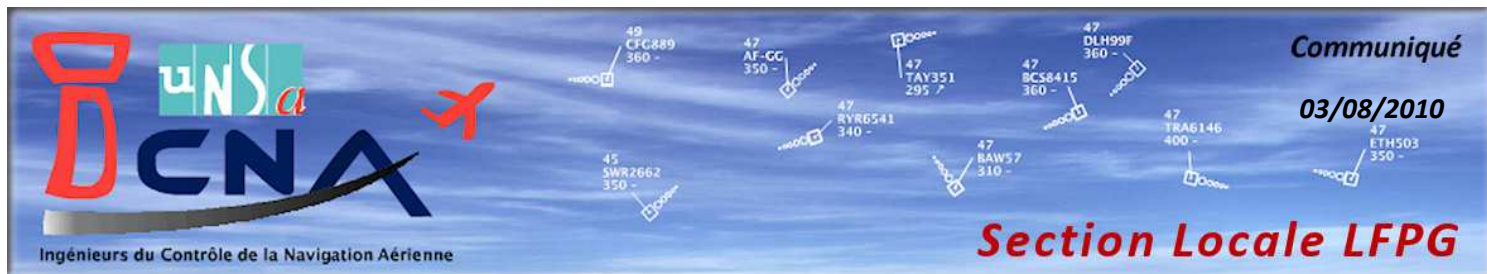 49
CFG889
360 -
47
AF-GG
350 -
47
TAY351
295 ↗
47
BCS8415
360 -
47
DLH99F
360 -
Communiqué
03/08/2010
uNSa
ICNA
47
RYR6541
340 -
45
SWR2662
350 -
47
BAW57
310 -
47
TRA6146
400 -
47
ETH503
350 -
Section Locale LFPG
Ingénieurs du Contrôle de la Navigation Aérienne